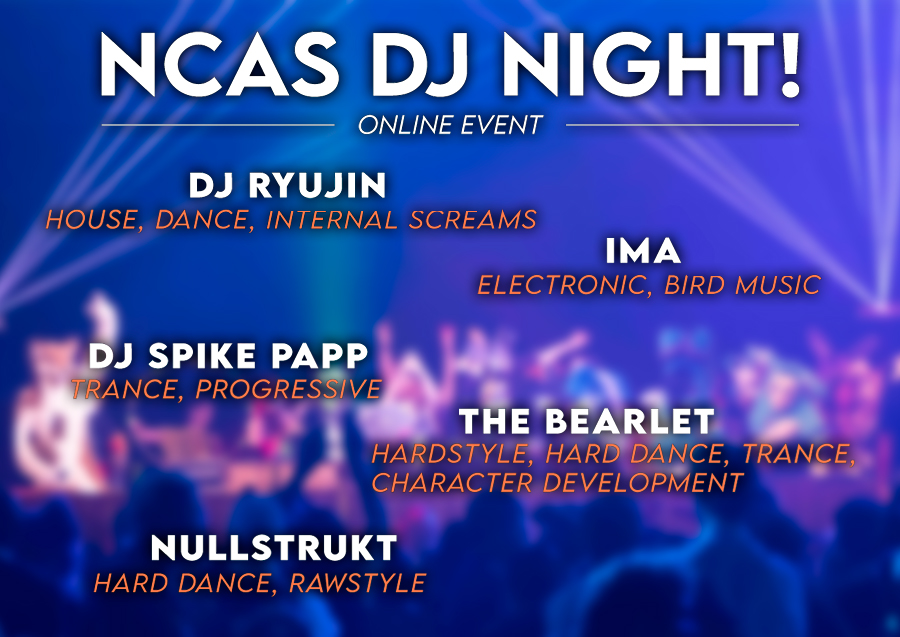 NCAS DJ NIGHT!
ONLINE EVENT
DJ RYUJIN
HOUSE, DANCE, INTERNAL SCREAMS
IMA
ELECTRONIC, BIRD MUSIC
DJ SPIKE PAPP
TRANCE, PROGRESSIVE
THE BEARLET
HARDSTYLE, HARD DANCE, TRANCE,
CHARACTER DEVELOPMENT
NULLSTRUKT
HARD DANCE, RAWSTYLE